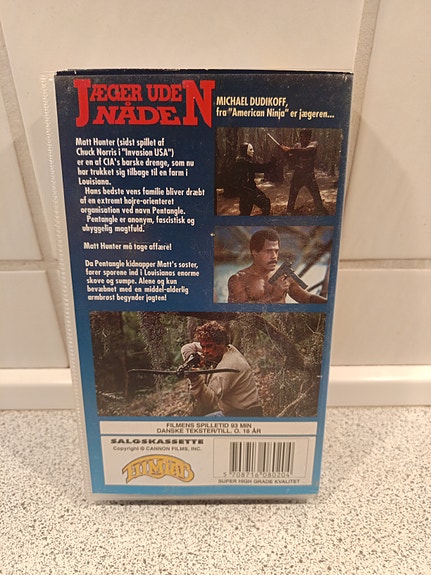 JÆGER UDEN NÅDE
MICHAEL DUDIKOFF,
fra "American Ninja" er jægeren...
Matt Hunter (sidst spillet af
Chuck Norris i "Invasion USA")
er en af CIA's barske drenge, som nu
har trukket sig tilbage til en farm i
Louisiana.
Hans bedste vens familie bliver dræbt
af en extremt højre-orienteret
organisation ved navn Pentangle.
Pentangle er anonym, fascistisk og
uhyggelig magtfuld.
Matt Hunter må tage affære!
Da Pentangle kidnapper Matt's søster,
fører sporene ind i Louisianas enorme
skove og sumpe. Alene og kun
bevæbnet med en middel-alderlig
armbrøst begynder jagten!
FILMENS SPILLETID 93 MIN
DANSKE TEKSTER/TILL. O. 16 ÅR
SALGSKASSETTE
Copyright © CANNON FILMS, INC.
5 708716 080204
SUPER HIGH GRADE KVALITET